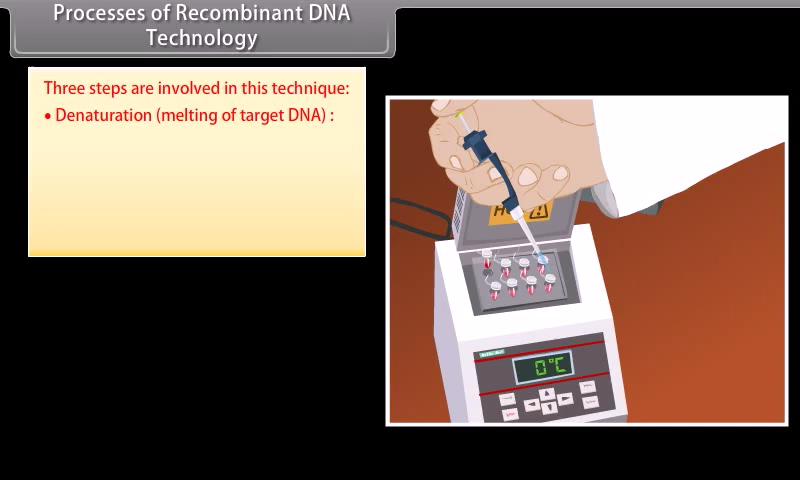 Processes of Recombinant DNA
Technology
Three steps are involved in this technique:
• Denaturation (melting of target DNA) :
0°C